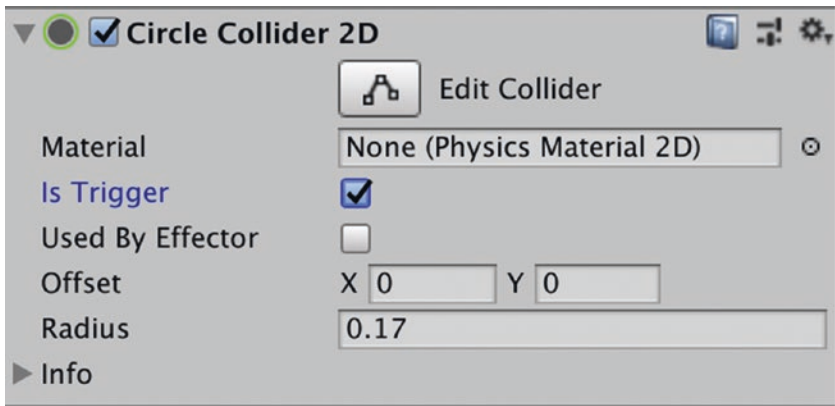 Circle Collider 2D
Edit Collider
Material None (Physics Material 2D)
Is Trigger
Used By Effector
Offset X 0 Y 0
Radius 0.17
Info